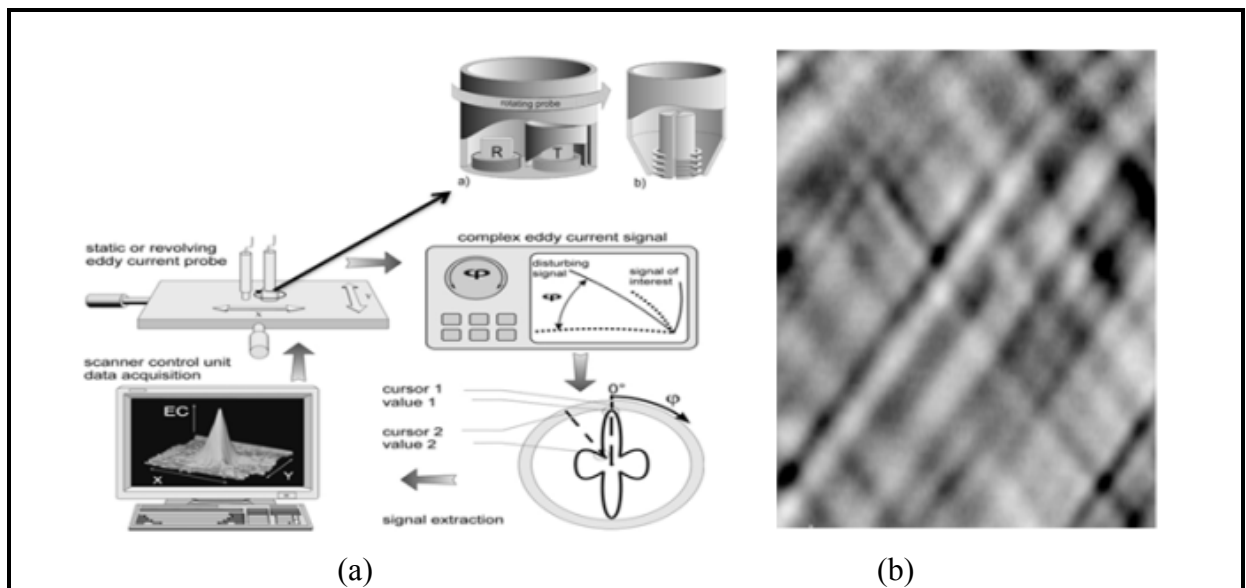 rotating probe
R T
a) b)
static or revolving
eddy current probe
complex eddy current signal
disturbing
signal
signal of
interest
φ
φ
X
Y
scanner control unit
data acquisition
EC
X
Y
cursor 1
value 1
cursor 2
value 2
0°
φ
signal extraction
(a) (b)